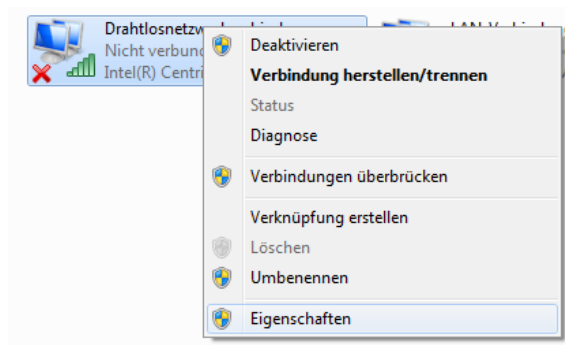 Drahtlosnetzw
Nicht verbund
Intel(R) Centri
Deaktivieren
Verbindung herstellen/trennen
Status
Diagnose
Verbindungen überbrücken
Verknüpfung erstellen
Löschen
Umbenennen
Eigenschaften